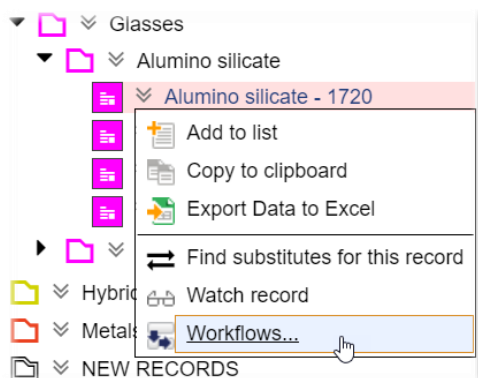 Glasses
Alumino silicate
Alumino silicate - 1720
Add to list
Copy to clipboard
Export Data to Excel
Find substitutes for this record
Hybrid
Watch record
Metals
Workflows...
NEW RECORDS